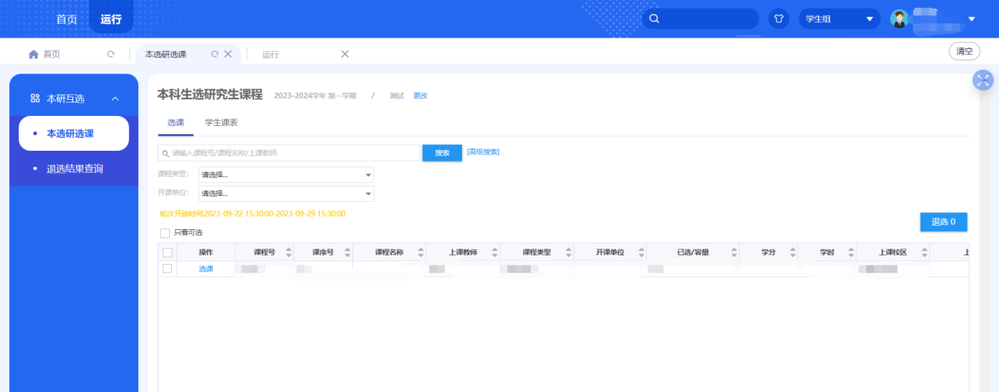 首页 运行 学生组
首页 本选研选课 运行 清空
本研互选
本选研选课
退选结果查询
本科生选研究生课程 2023-2024学年 第一学期 / 测试 更改
选课 学生课表
请输入课程号/课程名称/上课教师 搜索 [高级搜索]
课程类型: 请选择...
开课单位: 请选择...
轮次开放时间:2023-09-22 15:30:00-2023-09-29 15:30:00
退选 0
只看可选
操作 课程号 课序号 课程名称 上课教师 课程类型 开课单位 已选/容量 学分 学时 上课校区 上
选课